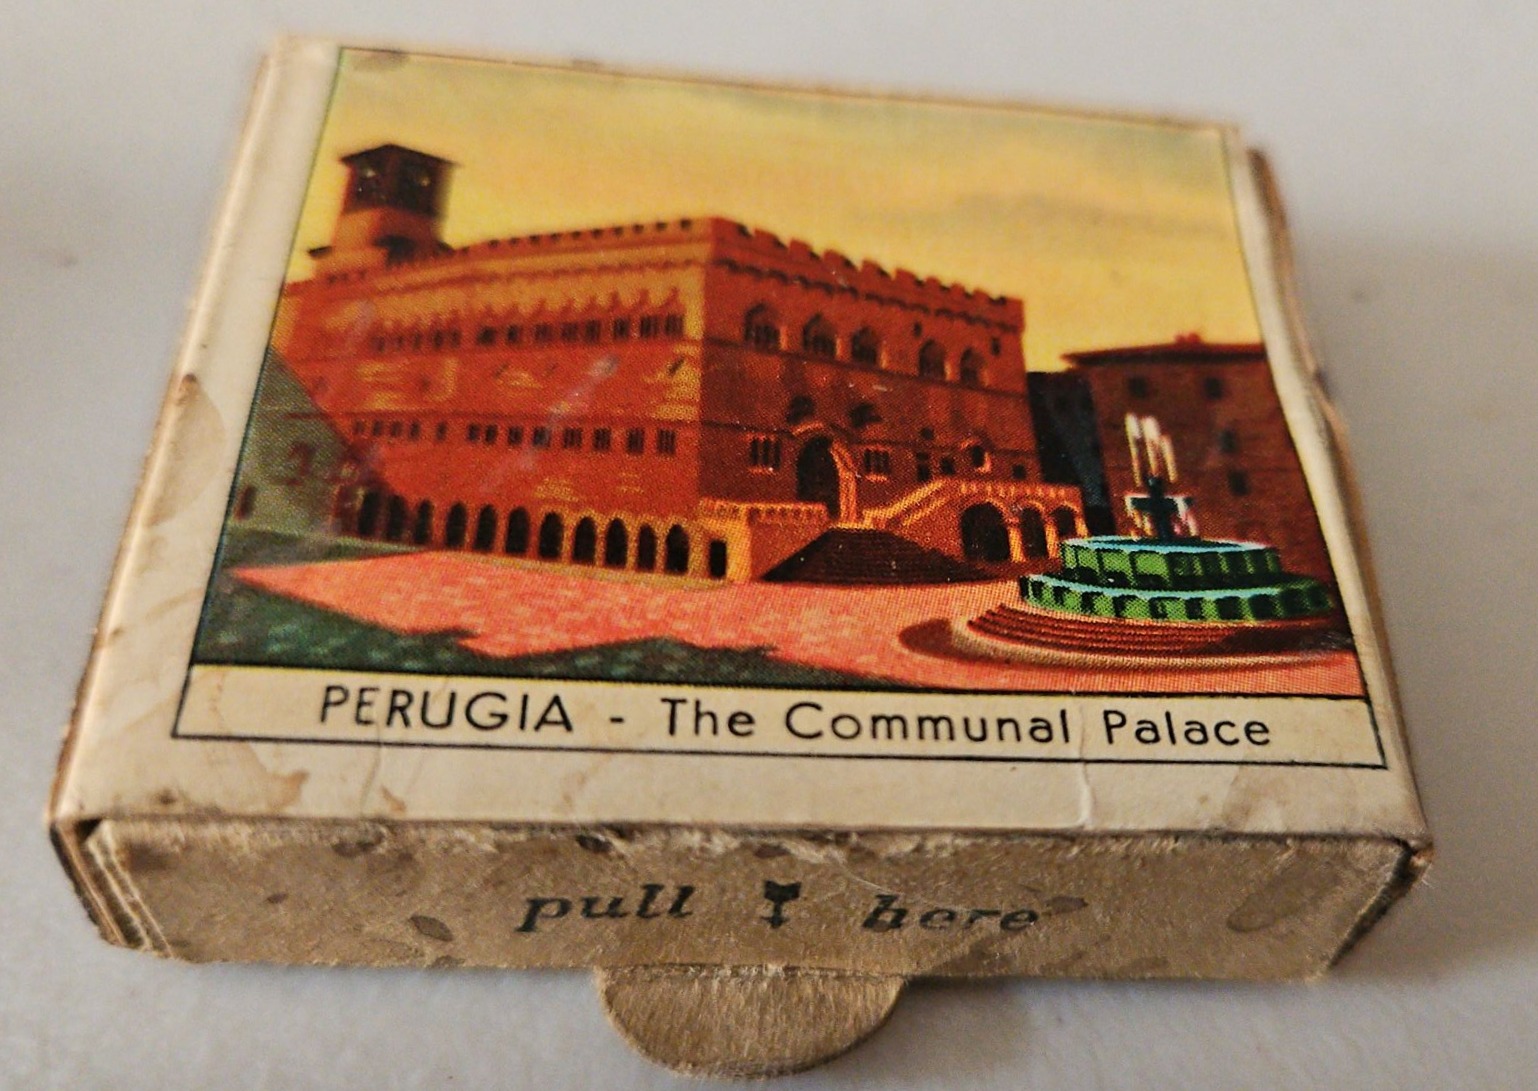 PERUGIA - The Communal Palace
pull here